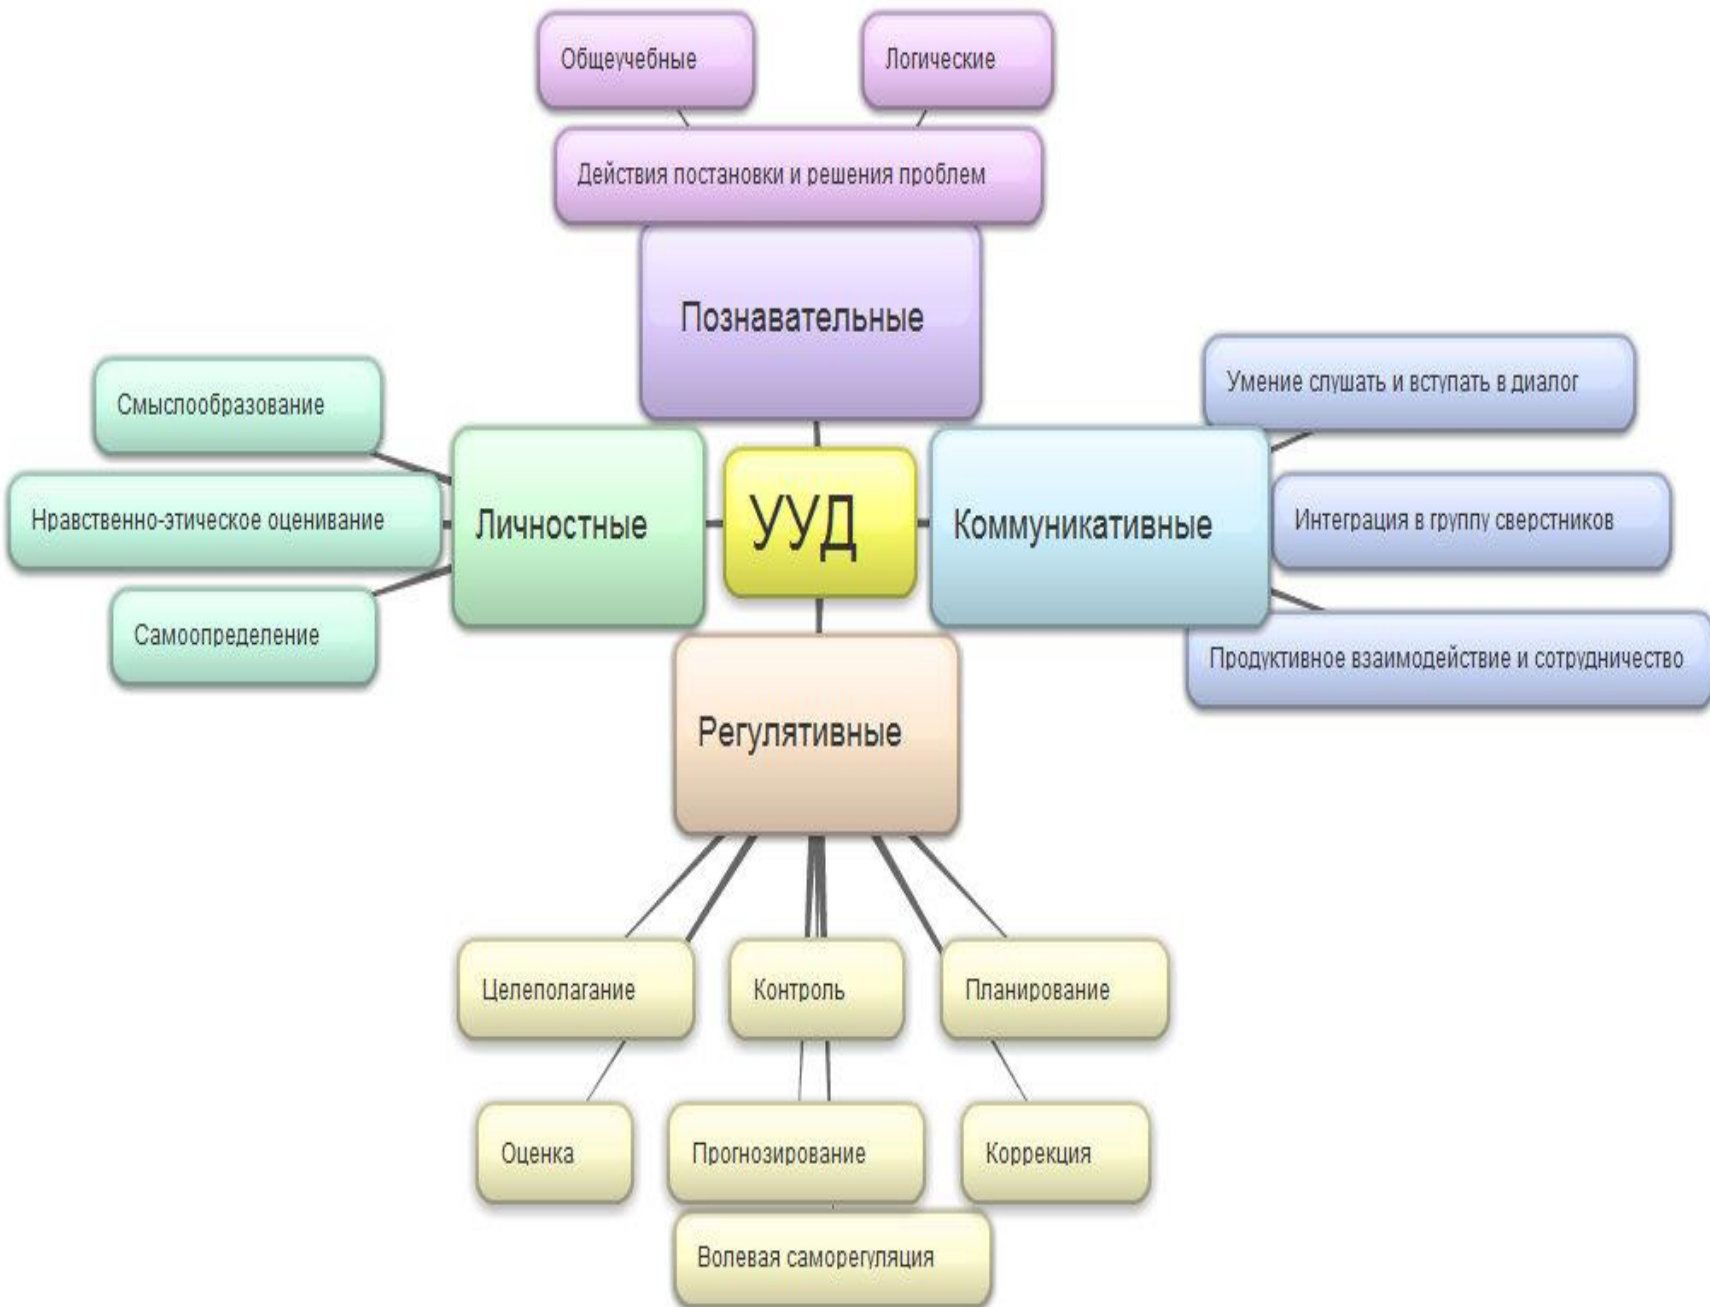 Общеучебные
Логические
Действия постановки и решения проблем
Познавательные
Умение слушать и вступать в диалог
Смыслообразование
Нравственно-этическое оценивание
Личностные
УУД
Коммуникативные
Интеграция в группу сверстников
Самоопределение
Продуктивное взаимодействие и сотрудничество
Регулятивные
Целеполагание
Контроль
Планирование
Оценка
Прогнозирование
Коррекция
Волевая саморегуляция